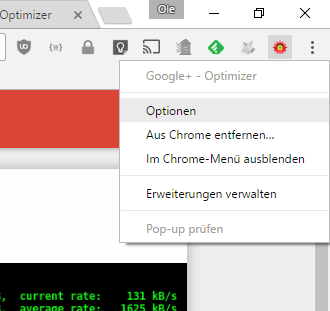 Optimizer
Ole
Google+ - Optimizer
Optionen
Aus Chrome entfernen...
Im Chrome-Menü ausblenden
Erweiterungen verwalten
Pop-up prüfen
, current rate: 131 kB/s
, average rate: 1625 kB/s